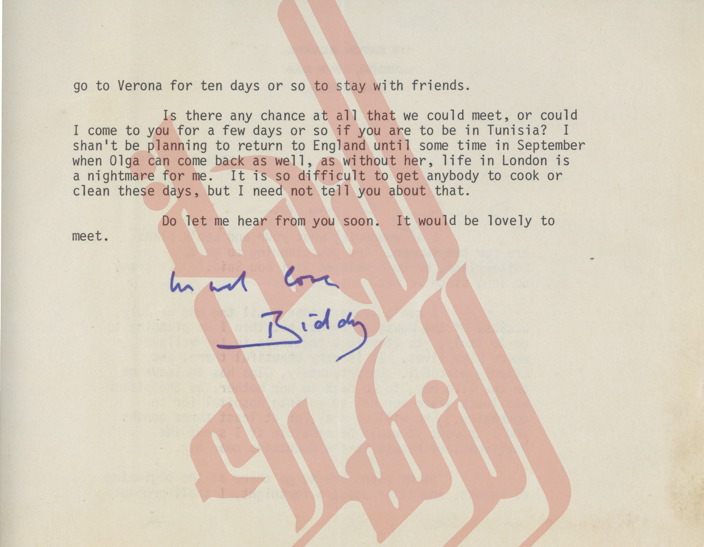 go to Verona for ten days or so to stay with friends.
Is there any chance at all that we could meet, or could
I come to you for a few days or so if you are to be in Tunisia?  I
shan't be planning to return to England until some time in September
when Olga can come back as well, as without her, life in London is
a nightmare for me.  It is so difficult to get anybody to cook or
clean these days, but I need not tell you about that.
Do let me hear from you soon.  It would be lovely to
meet.
love
Biddy